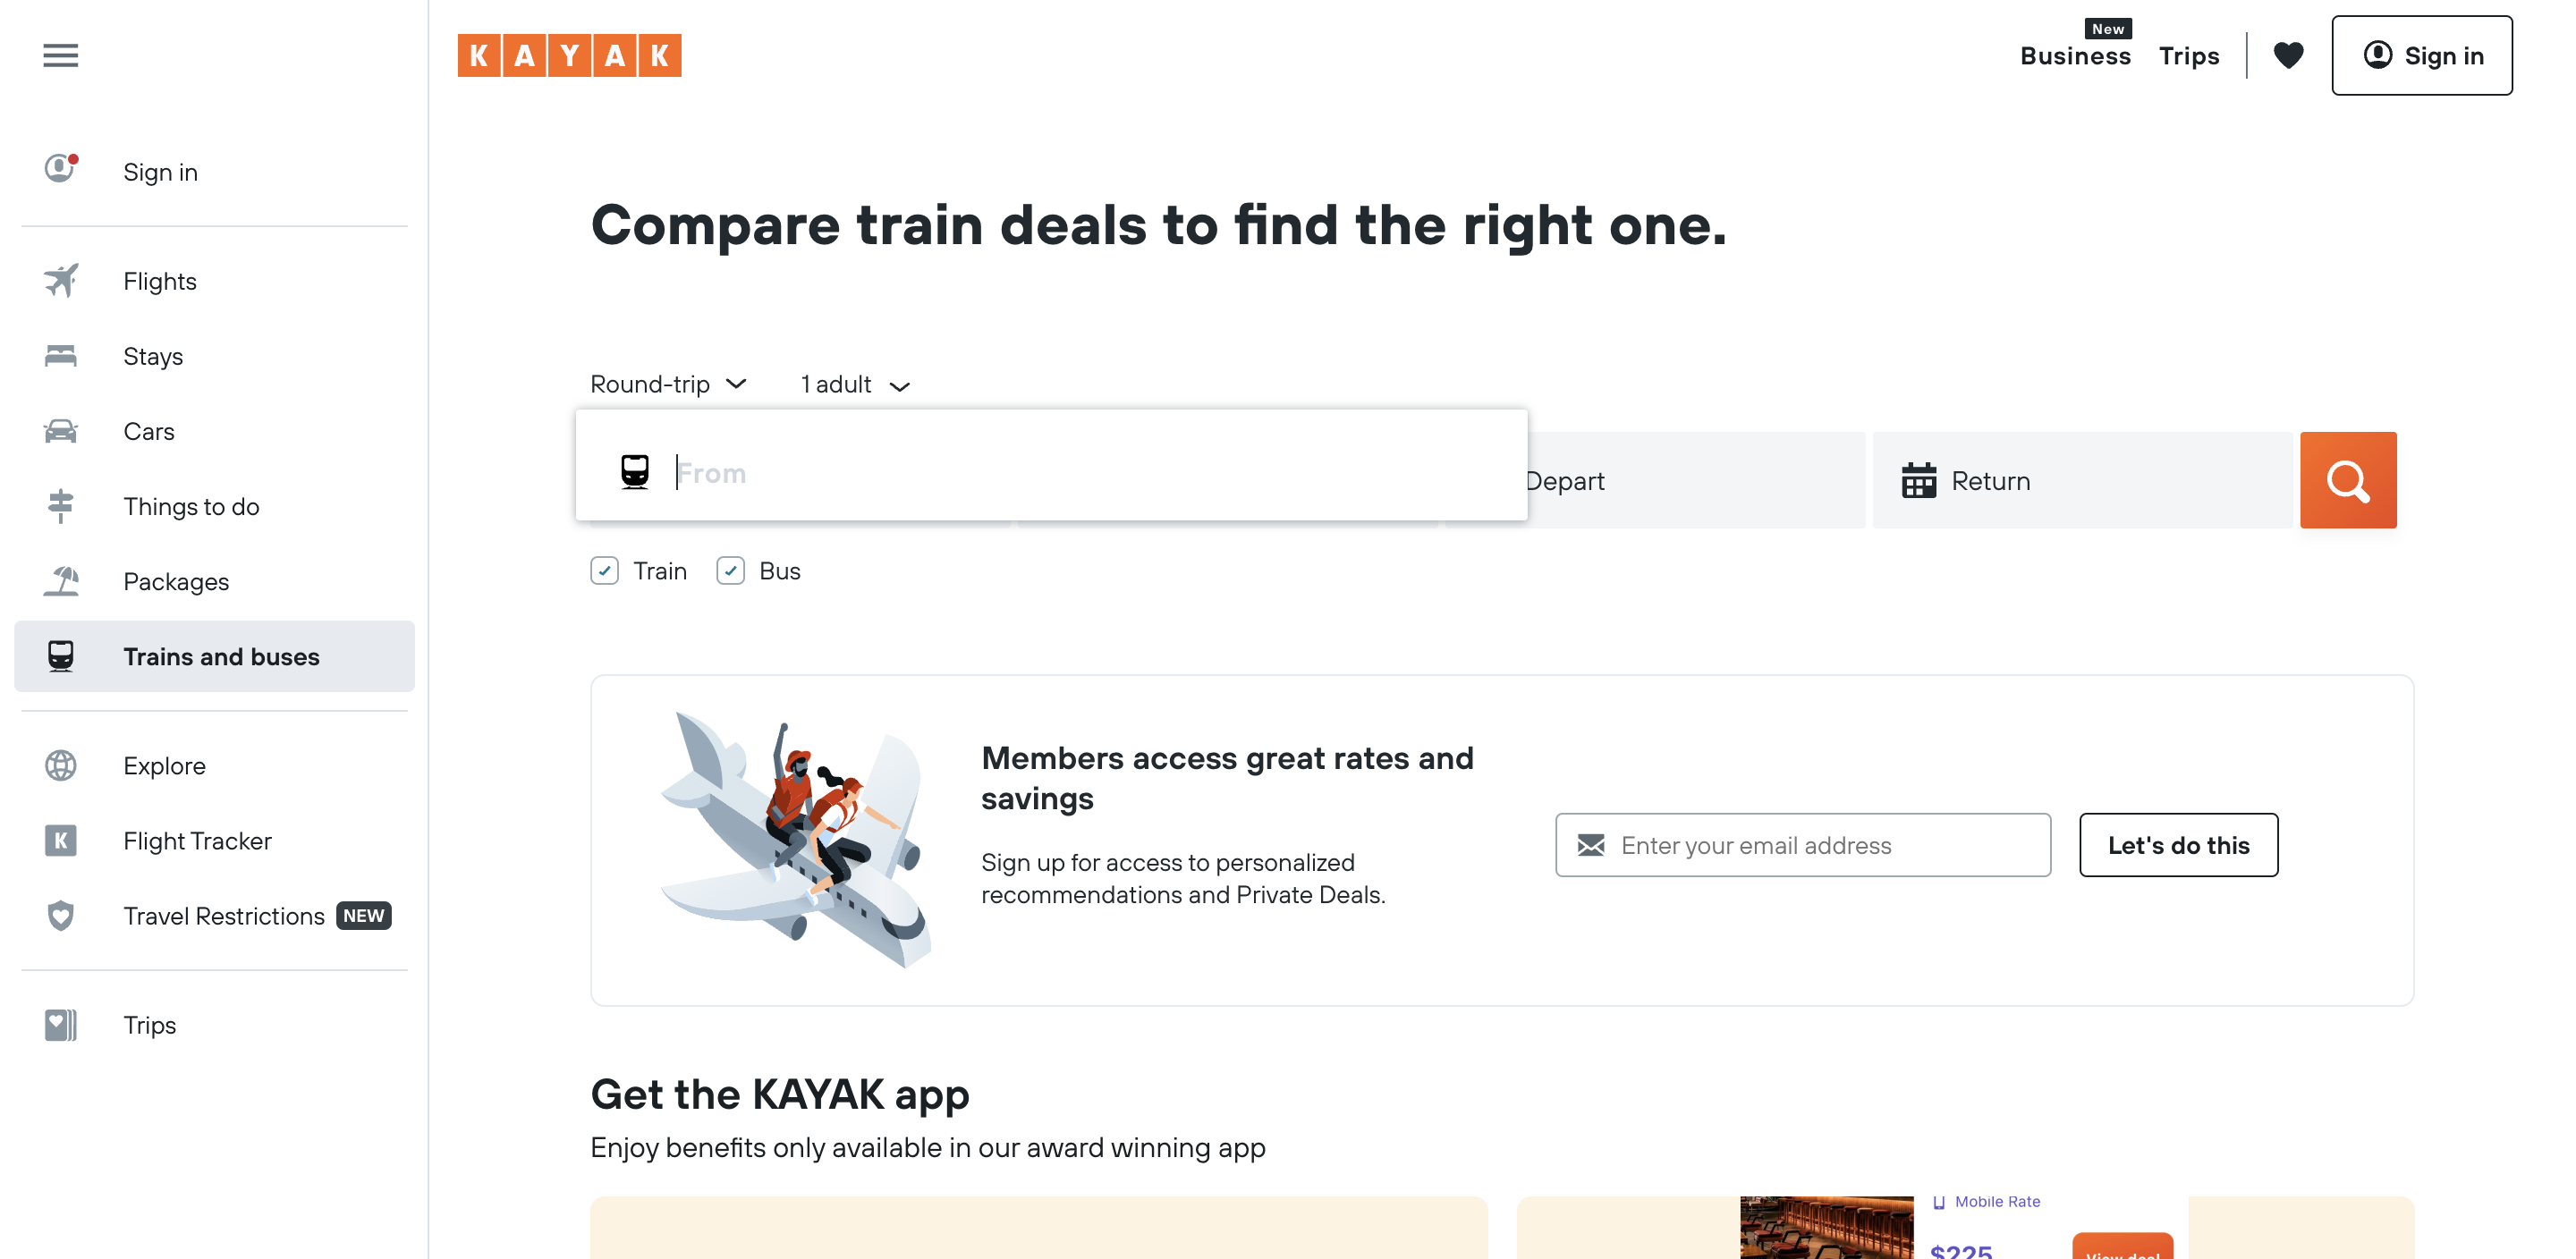 KAYAK
New
Business
Trips
Sign in
Sign in
Flights
Stays
Cars
Things to do
Packages
Trains and buses
Explore
K
Flight Tracker
Travel Restrictions NEW
Trips
Compare train deals to find the right one.
Round-trip
1 adult
From
Depart
Return
Train
Bus
Members access great rates and
savings
Sign up for access to personalized
recommendations and Private Deals.
Enter your email address
Let's do this
Get the KAYAK app
Enjoy benefits only available in our award winning app
Mobile Rate
$225
View deal